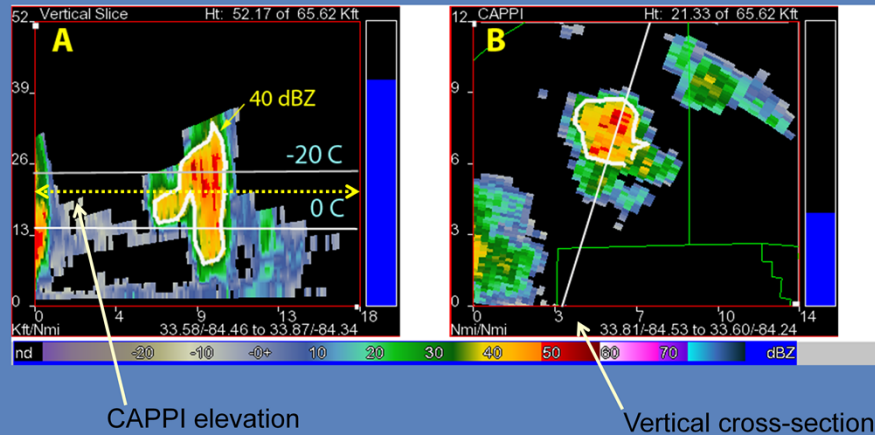 Vertical Slice Ht: 52.17 of 65.62 Kft
52
A
40 dBZ
39
-20 C
26
0 C
13
0
0 4 9 13 18
Kft/Nmi 33.58/-84.46 to 33.87/-84.34
CAPPI Ht: 21.33 of 65.62 Kft
12
B
9
6
3
0
0 3 7 10 14
Nmi/Nmi 33.81/-84.53 to 33.60/-84.24
nd -20 -10 -0+ 10 20 30 40 50 60 70 dBZ
CAPPI elevation
Vertical cross-section